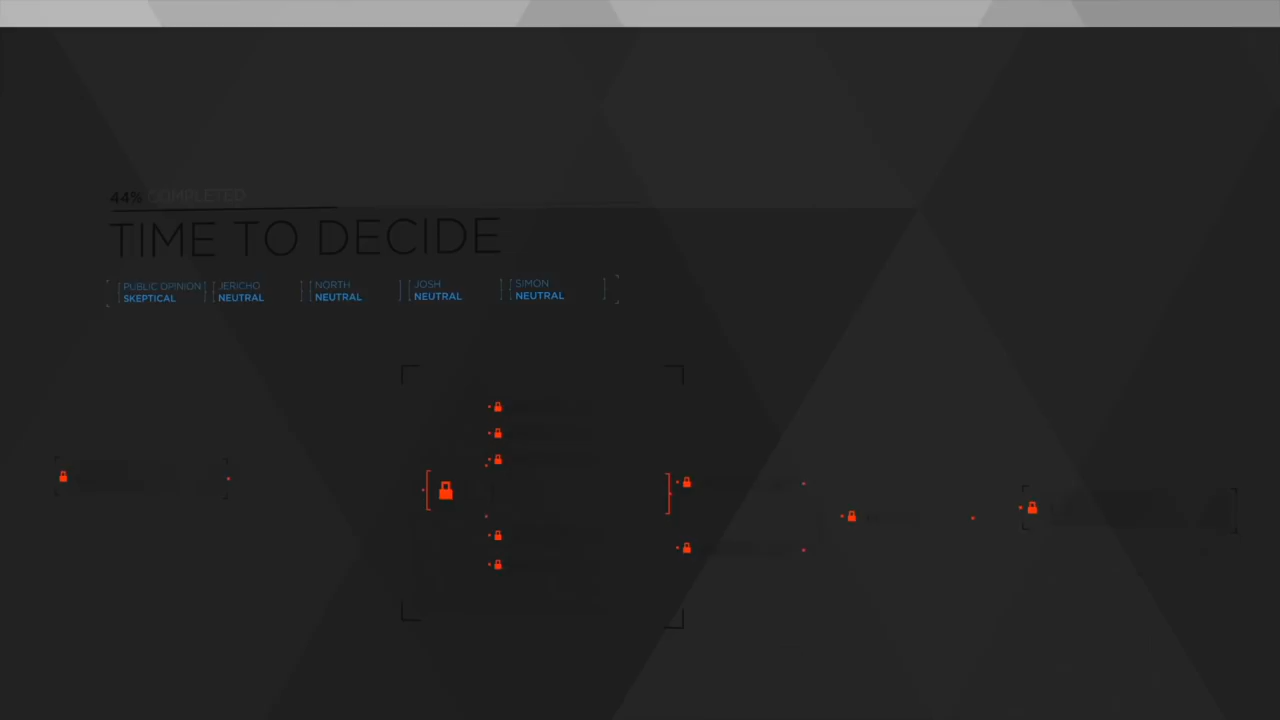 44% COMPLETED
TIME TO DECIDE
PUBLIC OPINION JERICHO NORTH JOSH SIMON
SKEPTICAL NEUTRAL NEUTRAL NEUTRAL NEUTRAL